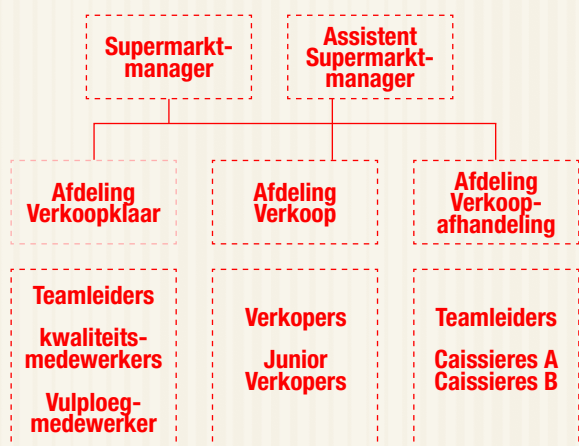 Supermarkt-
manager
Assistent
Supermarkt-
manager
Afdeling
Verkoopklaar
Afdeling
Verkoop
Afdeling
Verkoop-
afhandeling
Teamleiders
kwaliteits-
medewerkers
Vulploeg-
medewerker
Verkopers
Junior
Verkopers
Teamleiders
Caissieres A
Caissieres B